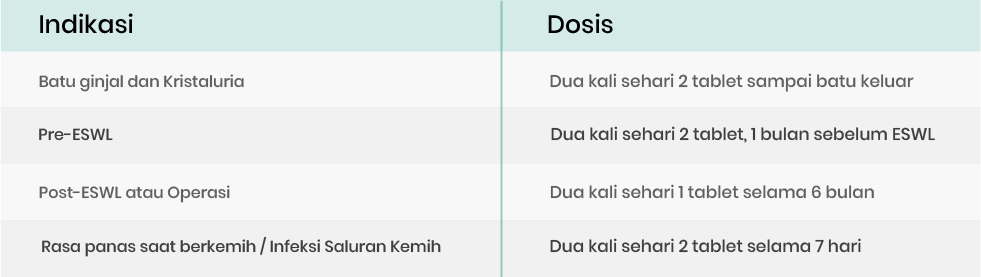 Indikasi Dosis
Batu ginjal dan Kristaluria Dua kali sehari 2 tablet sampai batu keluar
Pre-ESWL Dua kali sehari 2 tablet, 1 bulan sebelum ESWL
Post-ESWL atau Operasi Dua kali sehari 1 tablet selama 6 bulan
Rasa panas saat berkemih / Infeksi Saluran Kemih Dua kali sehari 2 tablet selama 7 hari